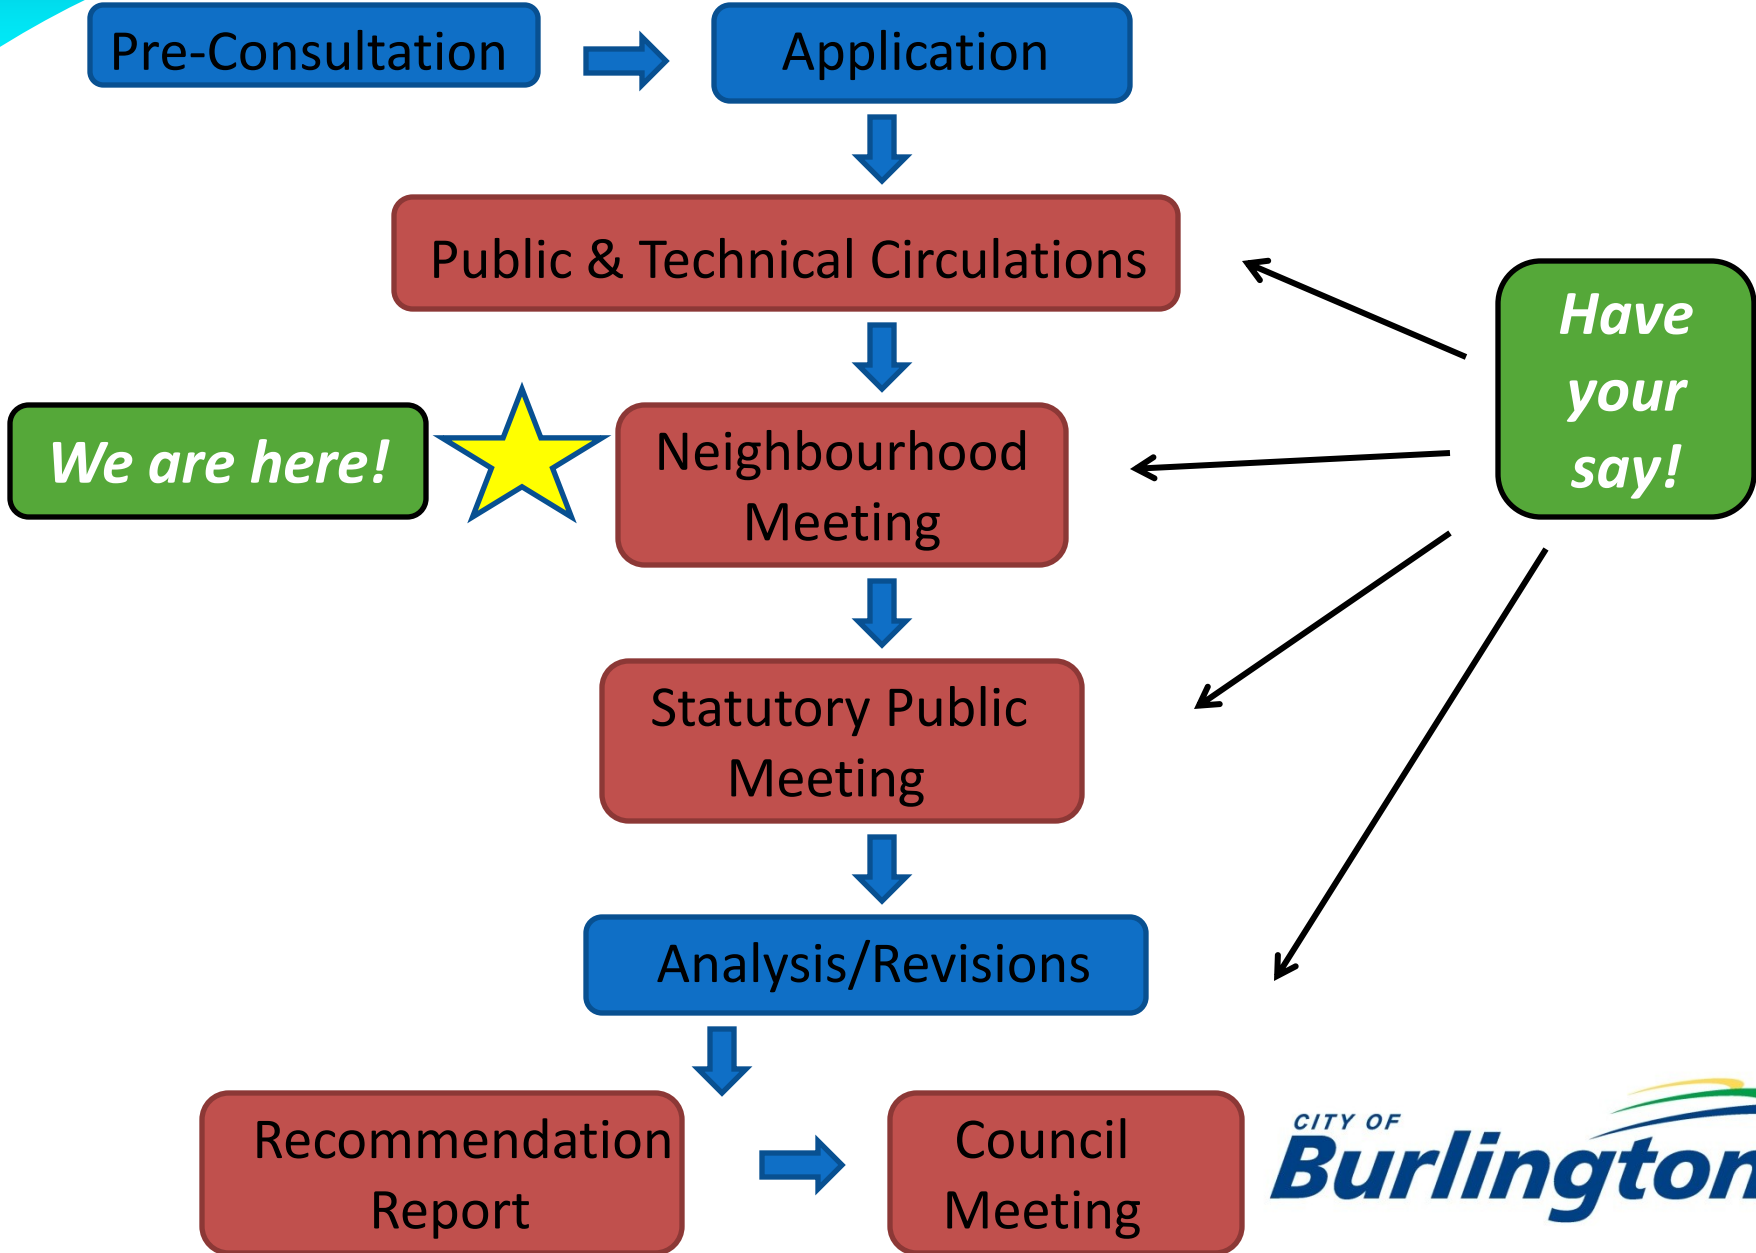 Pre-Consultation
Application
Public & Technical Circulations
Have
your
say!
We are here!
Neighbourhood
Meeting
Statutory Public
Meeting
Analysis/Revisions
Recommendation
Report
Council
Meeting
CITY OF
Burlington